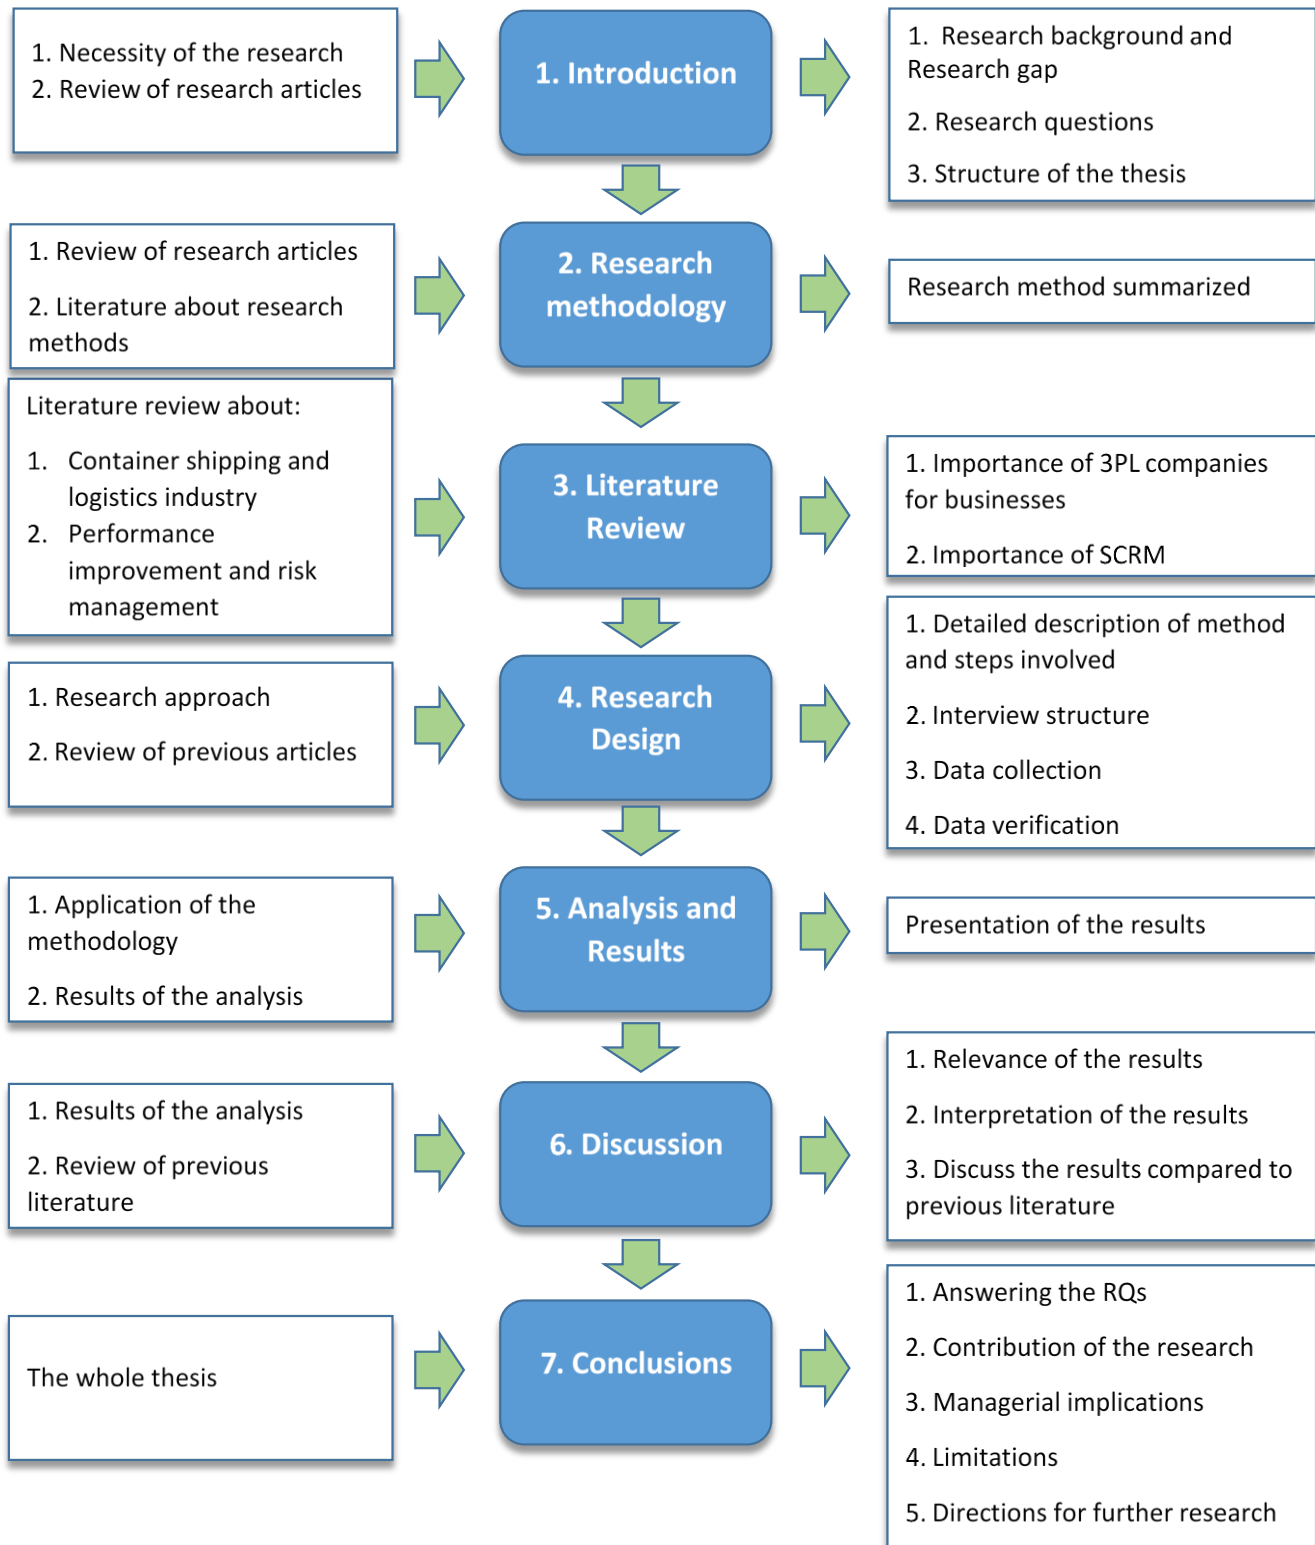 1. Necessity of the research
2. Review of research articles
1. Introduction
1. Research background and
Research gap
2. Research questions
3. Structure of the thesis
1. Review of research articles
2. Literature about research
methods
2. Research
methodology
Research method summarized
Literature review about:
1. Container shipping and
logistics industry
2. Performance
improvement and risk
management
3. Literature
Review
1. Importance of 3PL companies
for businesses
2. Importance of SCRM
1. Research approach
2. Review of previous articles
4. Research
Design
1. Detailed description of method
and steps involved
2. Interview structure
3. Data collection
4. Data verification
1. Application of the
methodology
2. Results of the analysis
5. Analysis and
Results
Presentation of the results
1. Results of the analysis
2. Review of previous
literature
6. Discussion
1. Relevance of the results
2. Interpretation of the results
3. Discuss the results compared to
previous literature
The whole thesis
7. Conclusions
1. Answering the RQs
2. Contribution of the research
3. Managerial implications
4. Limitations
5. Directions for further research